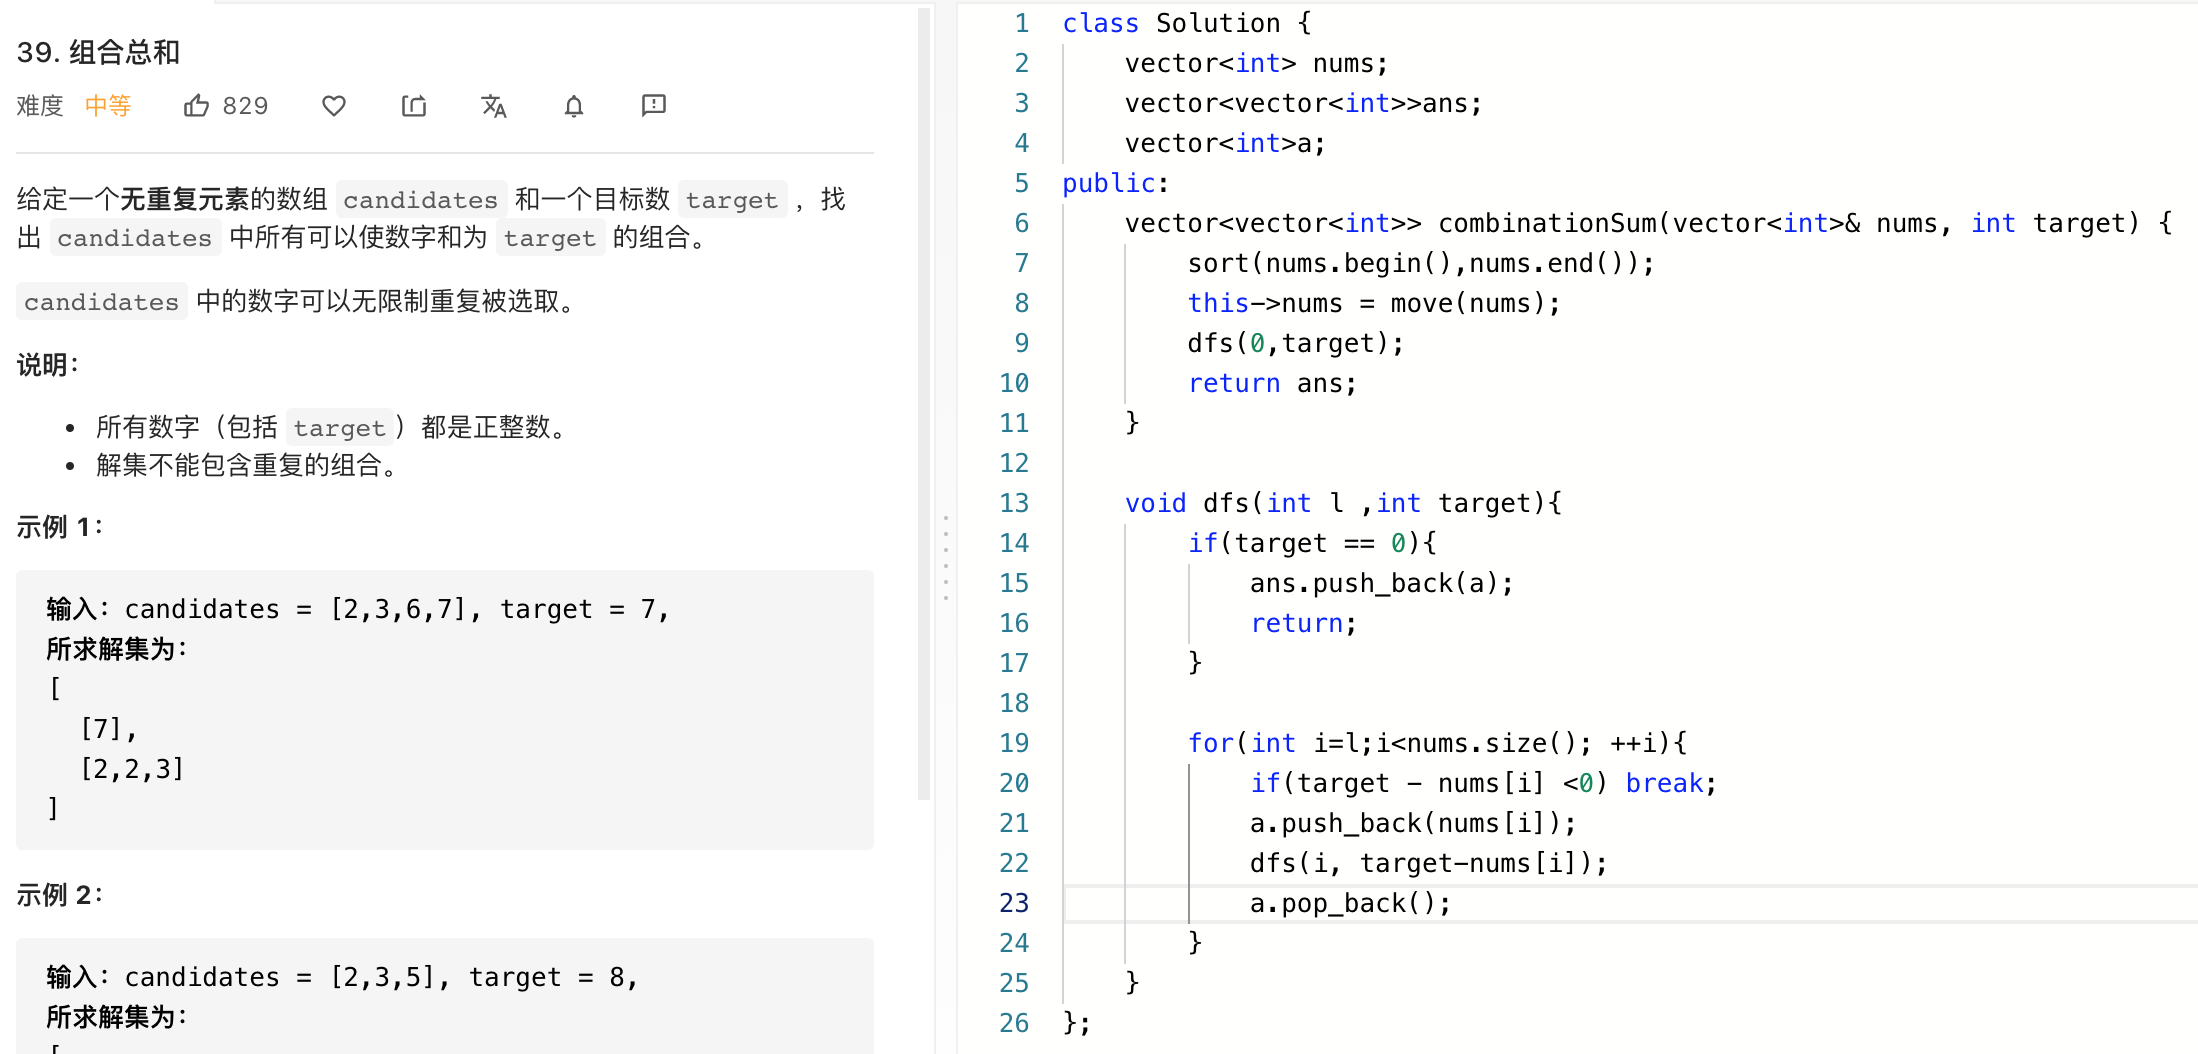 39. 组合总和
难度 中等 829
给定一个无重复元素的数组 candidates 和一个目标数 target ，找
出 candidates 中所有可以使数字和为 target 的组合。
candidates 中的数字可以无限制重复被选取。
说明：
• 所有数字（包括 target）都是正整数。
• 解集不能包含重复的组合。
示例 1：
输入：candidates = [2,3,6,7], target = 7,
所求解集为：
[
  [7],
  [2,2,3]
]
示例 2：
输入：candidates = [2,3,5], target = 8,
所求解集为：
[
1 class Solution {
2     vector<int> nums;
3     vector<vector<int>>ans;
4     vector<int>a;
5 public:
6     vector<vector<int>> combinationSum(vector<int>& nums, int target) {
7         sort(nums.begin(),nums.end());
8         this->nums = move(nums);
9         dfs(0,target);
10         return ans;
11     }
12
13     void dfs(int l ,int target){
14         if(target == 0){
15             ans.push_back(a);
16             return;
17         }
18
19         for(int i=l;i<nums.size(); ++i){
20             if(target - nums[i] <0) break;
21             a.push_back(nums[i]);
22             dfs(i, target-nums[i]);
23             a.pop_back();
24         }
25     }
26 };